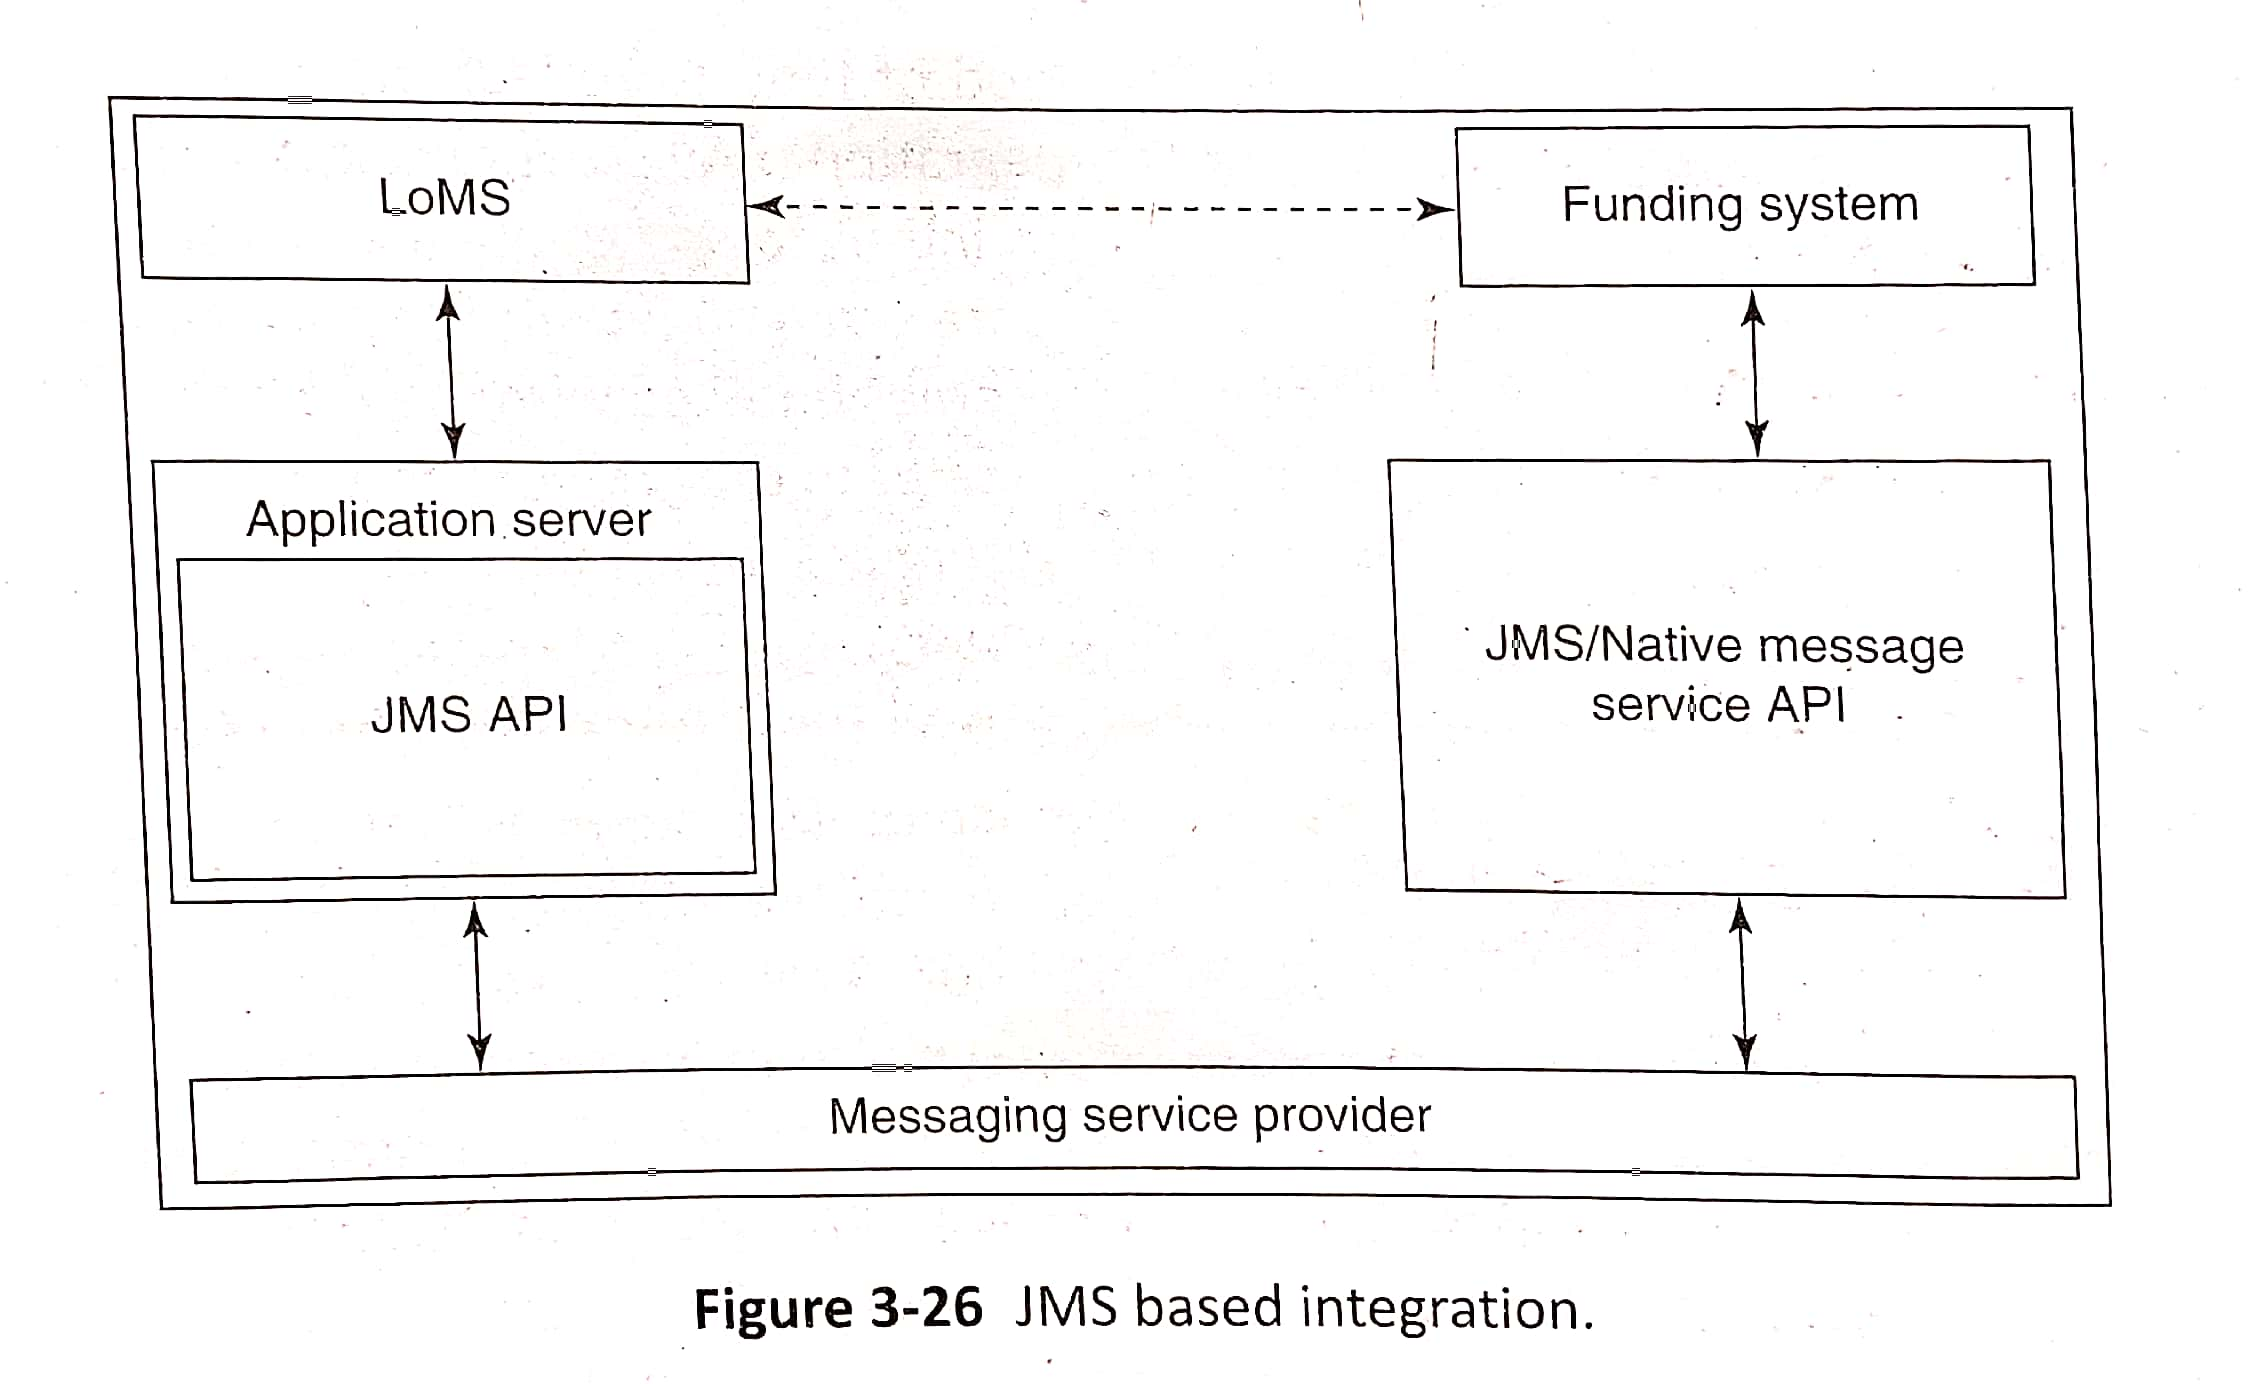 LoMS
Funding system
Application server
JMS API
JMS/Native message
service API
Messaging service provider
Figure 3-26 JMS based integration.